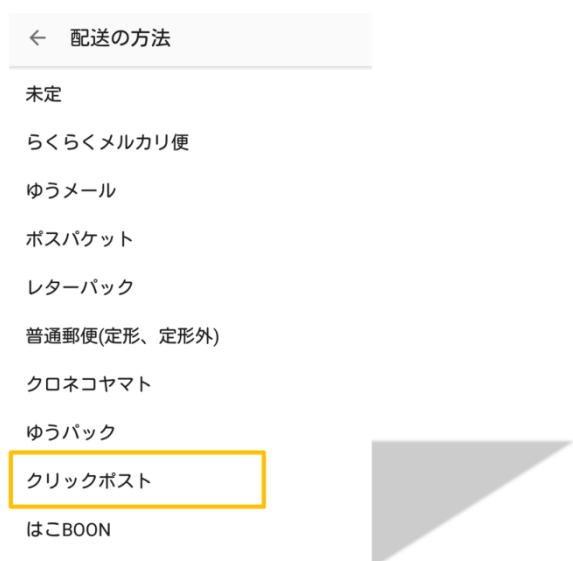 配送の方法
未定
らくらくメルカリ便
ゆうメール
ポスパケット
レターパック
普通郵便(定形、定形外)
クロネコヤマト
ゆうパック
クリックポスト
はこBOON